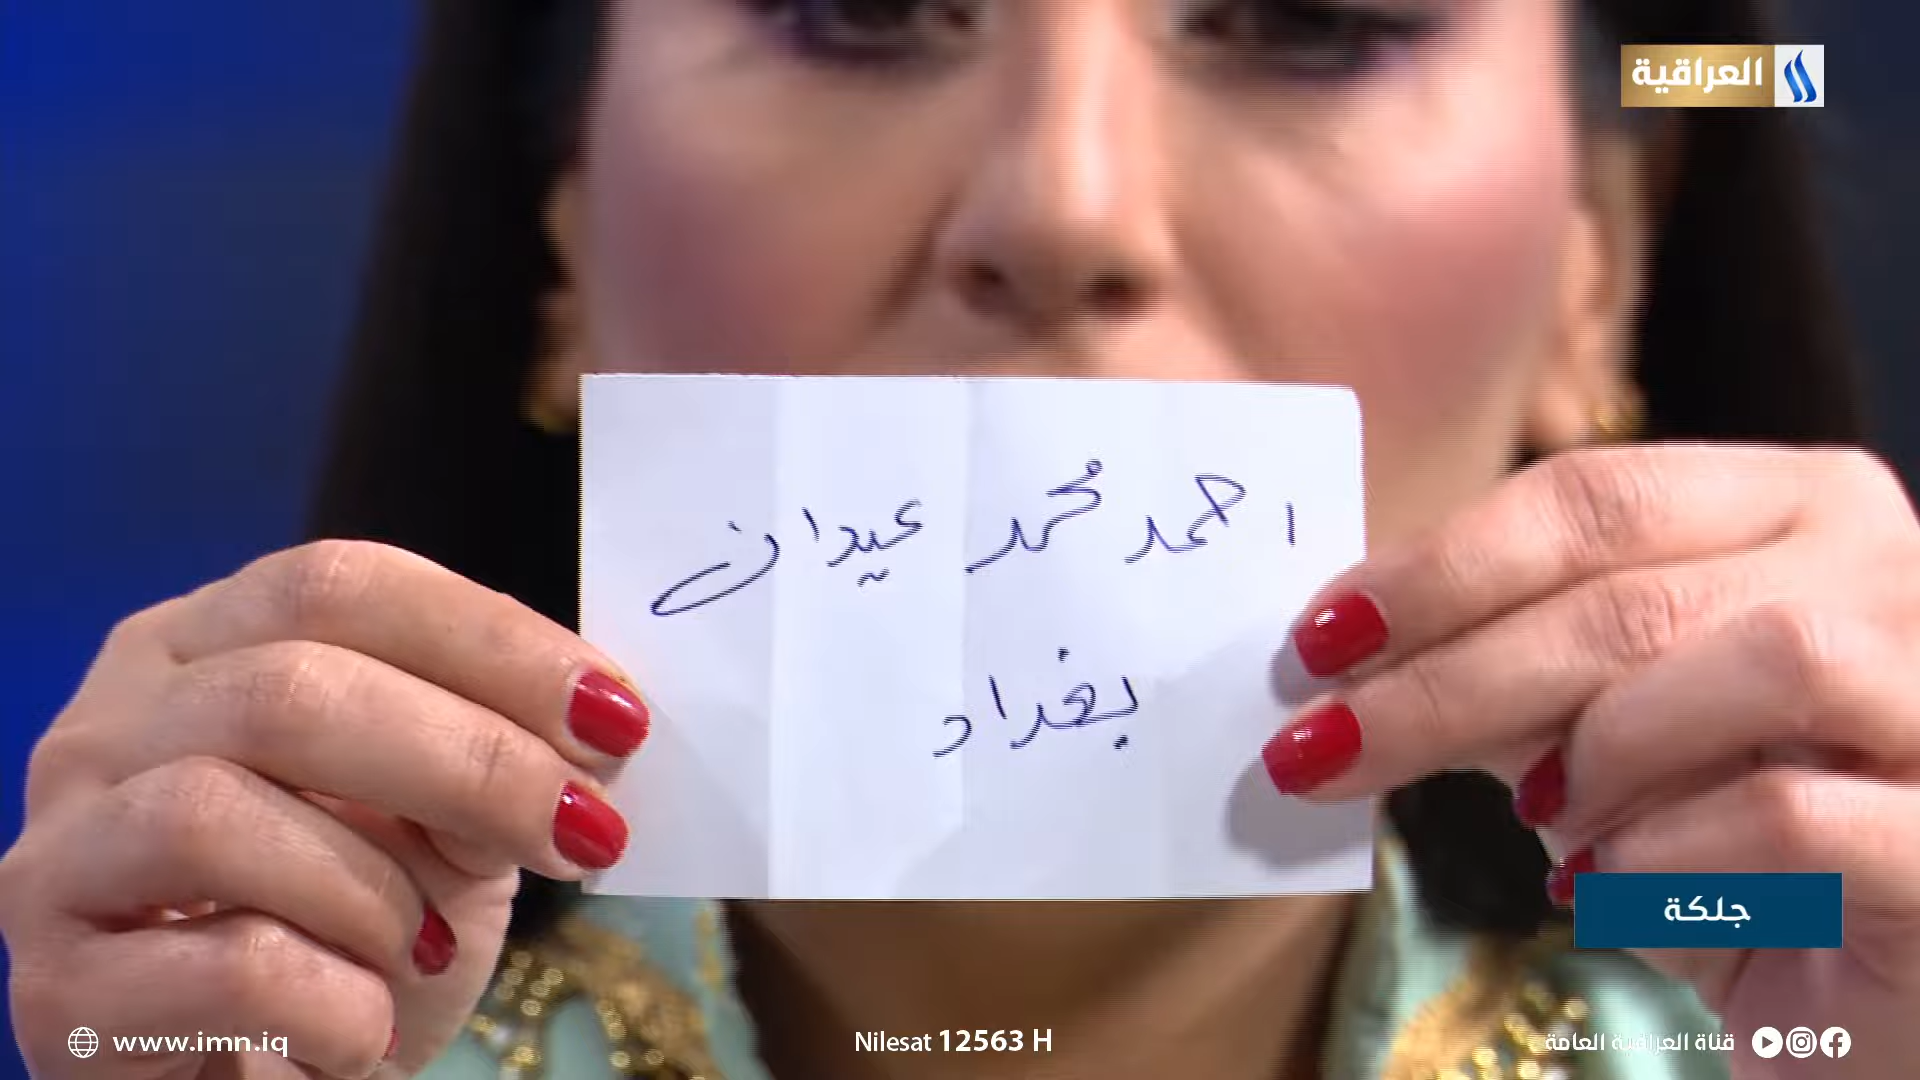 العراقية
احمد محمد عيدان
بغداد
جلكة
www.imn.iq
Nilesat 12563 H
قناة العراقية العامة